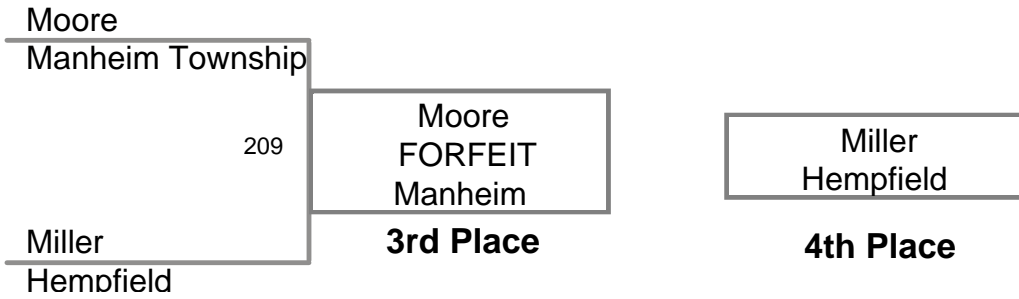 Moore
Manheim Township
209
Moore
FORFEIT
Manheim
3rd Place
Miller
Hempfield
Miller
Hempfield
4th Place